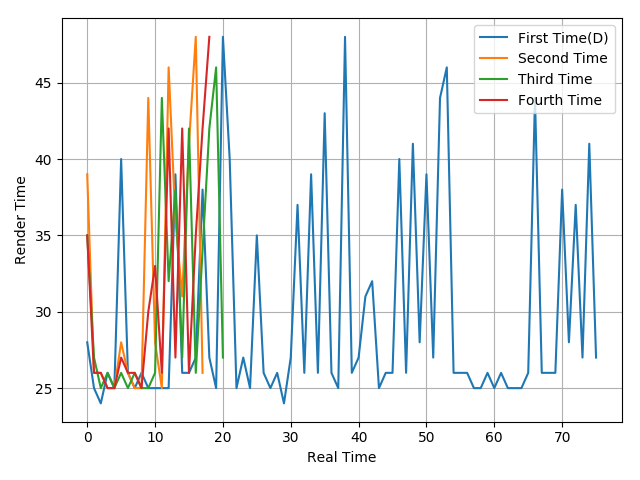 First Time(D)
Second Time
Third Time
Fourth Time
45
40
35
30
25
Render Time
0 10 20 30 40 50 60 70
Real Time